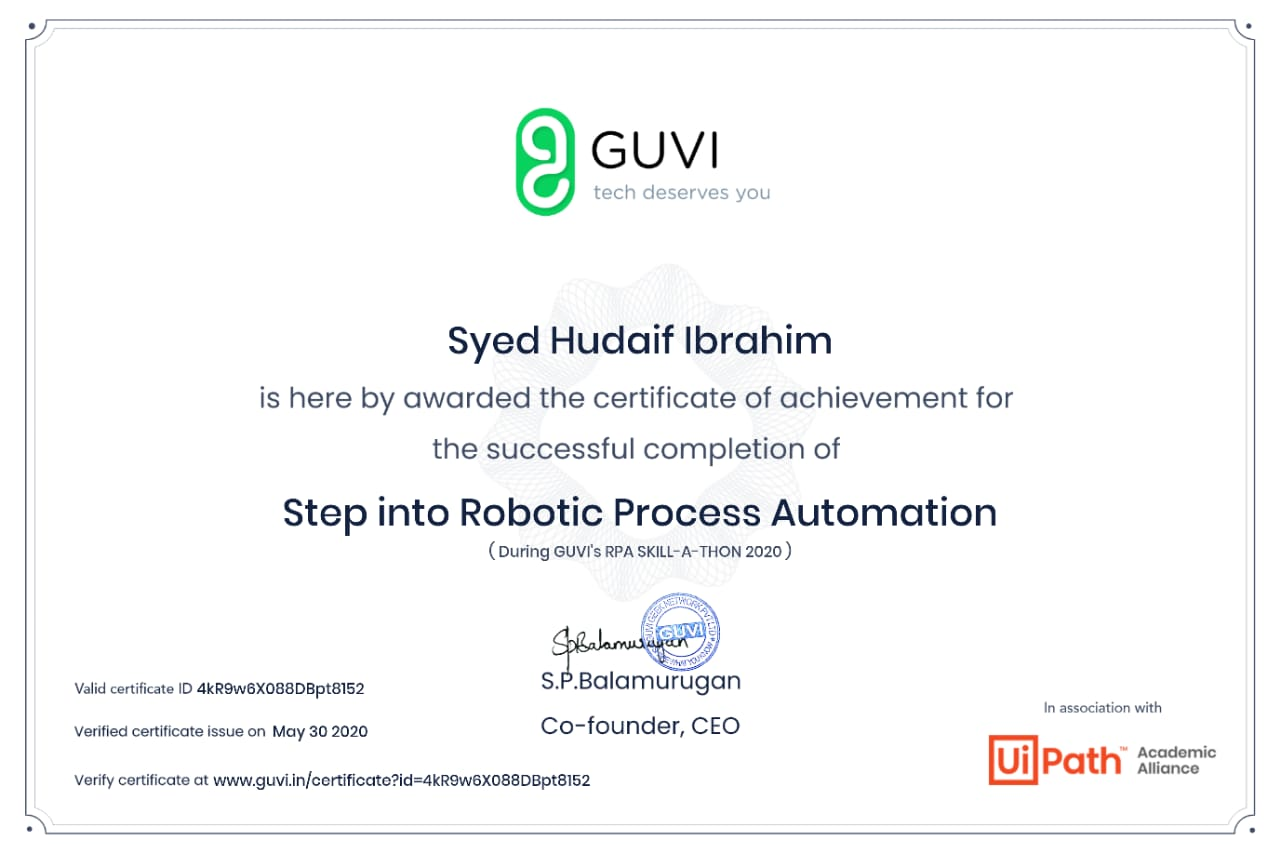 GUVI
tech deserves you
Syed Hudaif Ibrahim
is here by awarded the certificate of achievement for
the successful completion of
Step into Robotic Process Automation
( During GUVI's RPA SKILL-A-THON 2020 )
SpBalamurugan
GUVI
S.P.Balamurugan
Co-founder, CEO
Valid certificate ID 4kR9w6X088DBpt8152
Verified certificate issue on May 30 2020
Verify certificate at www.guvi.in/certificate?id=4kR9w6X088DBpt8152
In association with
UiPath™ Academic
Alliance